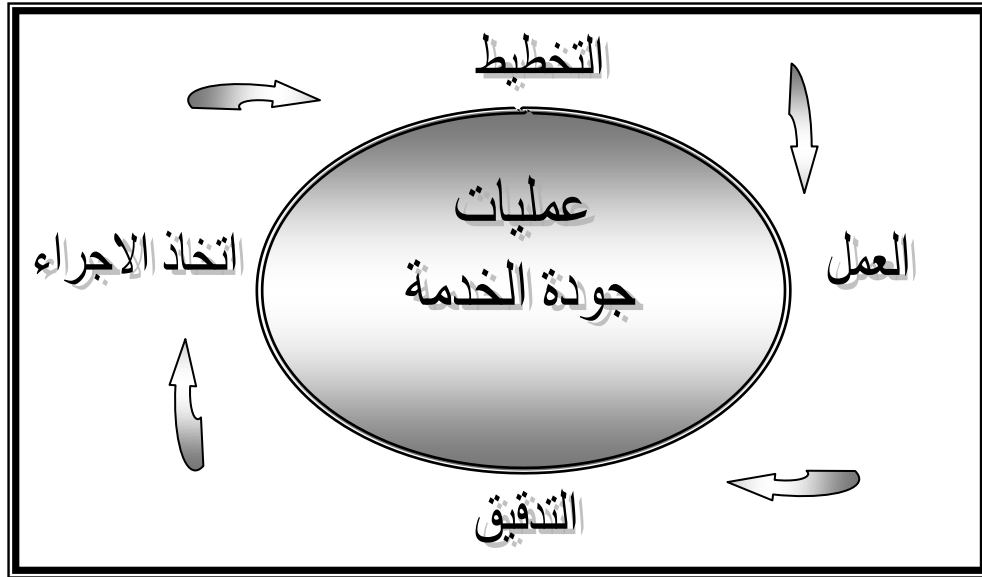 التخطيط
عمليات
جودة الخدمة
العمل
اتخاذ الاجراء
التدقيق